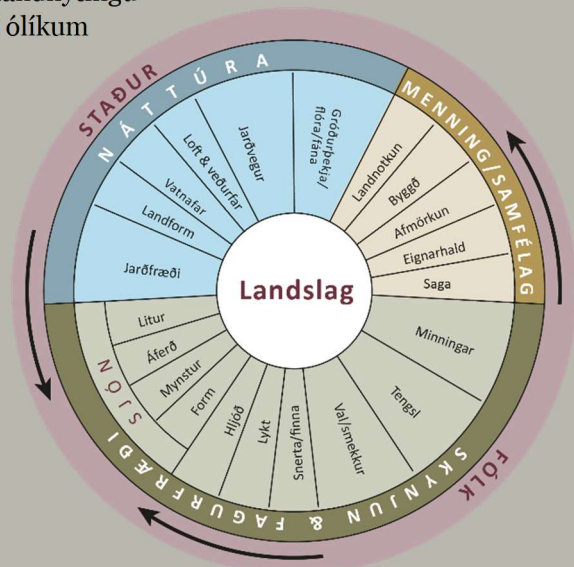 ólíkum
STAÐUR
NÁTTÚRA
MENNING/SAMFÉLAG
Gróðurþekja/
flóra/fána
Jarðvegur
Loft & veðurfar
Vatnafar
Landform
Jarðfræði
Landnotkun
Byggð
Afmörkun
Eignarhald
Saga
Landslag
Litur
Áferð
Mynstur
Form
SJÓN
Hljóð
Lykt
Snerta/finna
Val/smekkur
Tengsl
Minningar
SKYNJUN & FAGURFRÆÐI
FÓLK